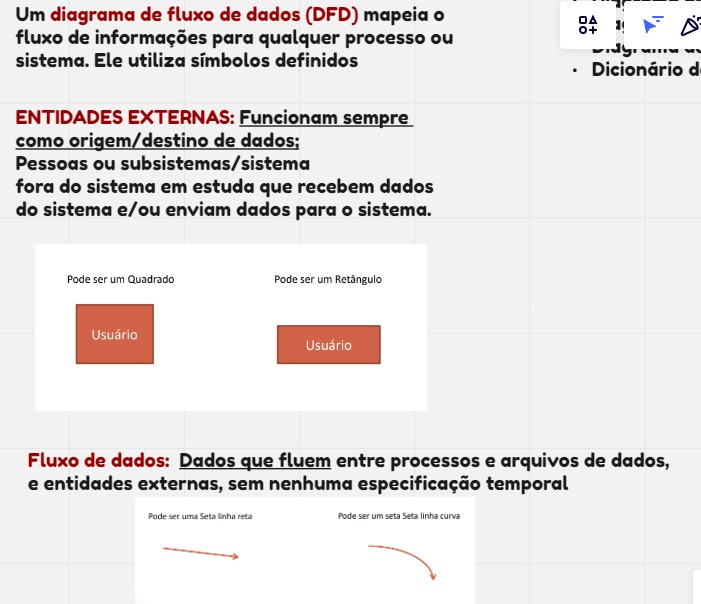 Um diagrama de fluxo de dados (DFD) mapeia o
fluxo de informações para qualquer processo ou
sistema. Ele utiliza símbolos definidos
• Dicionário d
ENTIDADES EXTERNAS: Funcionam sempre
como origem/destino de dados;
Pessoas ou subsistemas/sistema
fora do sistema em estuda que recebem dados
do sistema e/ou enviam dados para o sistema.
Pode ser um Quadrado
Pode ser um Retângulo
Usuário
Usuário
Fluxo de dados: Dados que fluem entre processos e arquivos de dados,
e entidades externas, sem nenhuma especificação temporal
Pode ser uma Seta linha reta
Pode ser um seta Seta linha curva